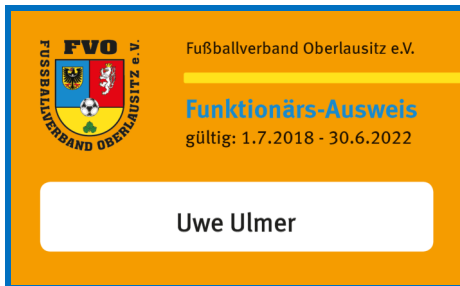 FVO
FUSSBALLVERBAND OBERLAUSITZ e.V.
Fußballverband Oberlausitz e.V.
Funktionärs-Ausweis
gültig: 1.7.2018 - 30.6.2022
Uwe Ulmer